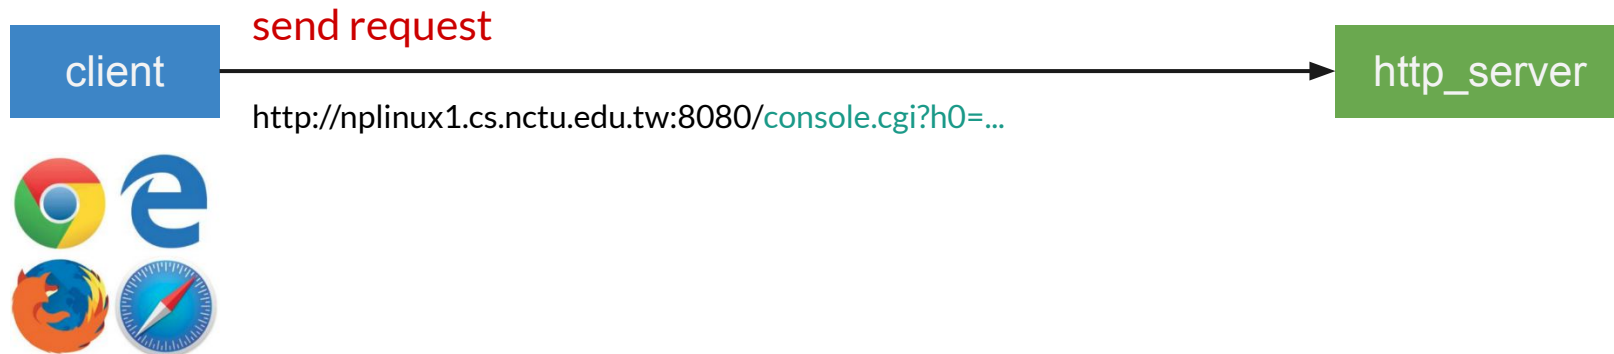 send request
client
http_server
http://nplinux1.cs.nctu.edu.tw:8080/console.cgi?h0=...